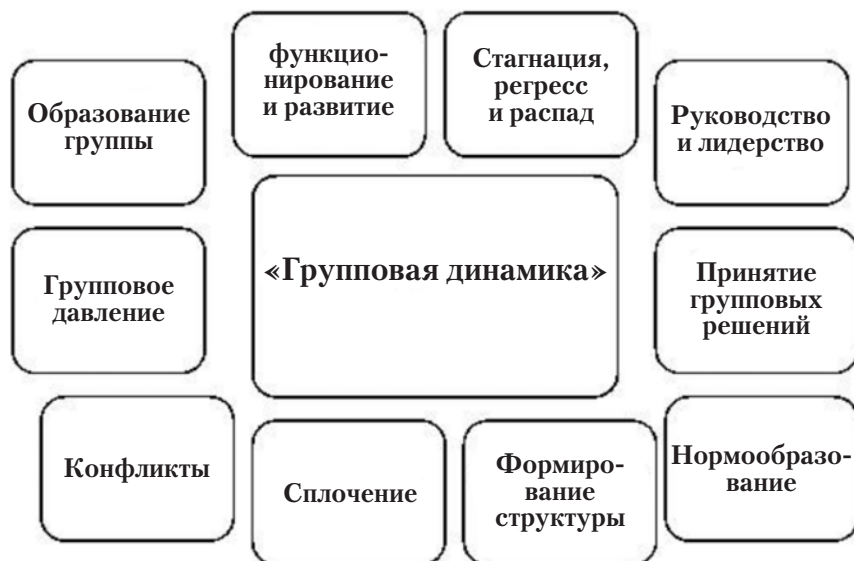 функцио-
нирование
и развитие
Стагнация,
регресс
и распад
Образование
группы
Руководство
и лидерство
«Групповая динамика»
Групповое
давление
Принятие
групповых
решений
Конфликты
Сплочение
Формиро-
вание
структуры
Нормообразо-
вание